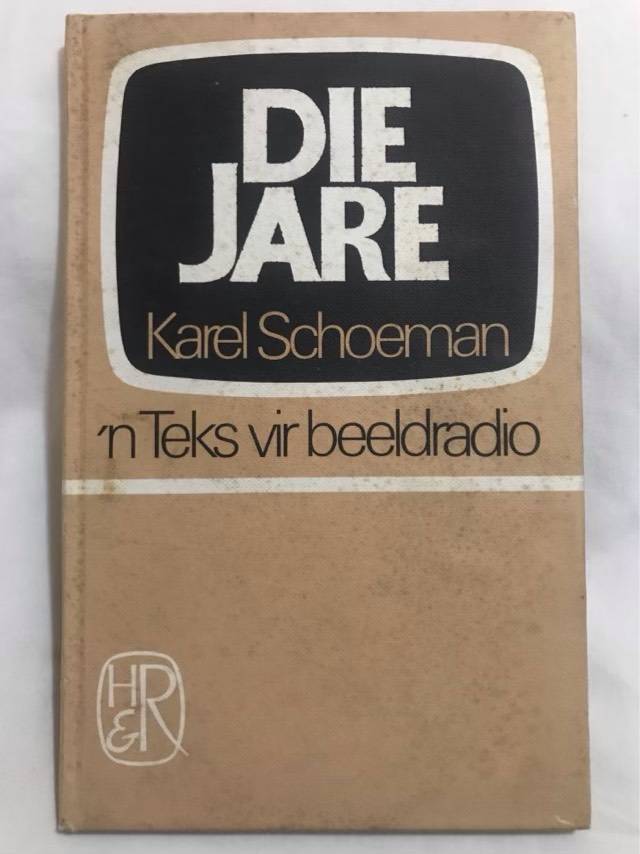 DIE
JARE
Karel Schoeman
'n Teks vir beeldradio
H&R